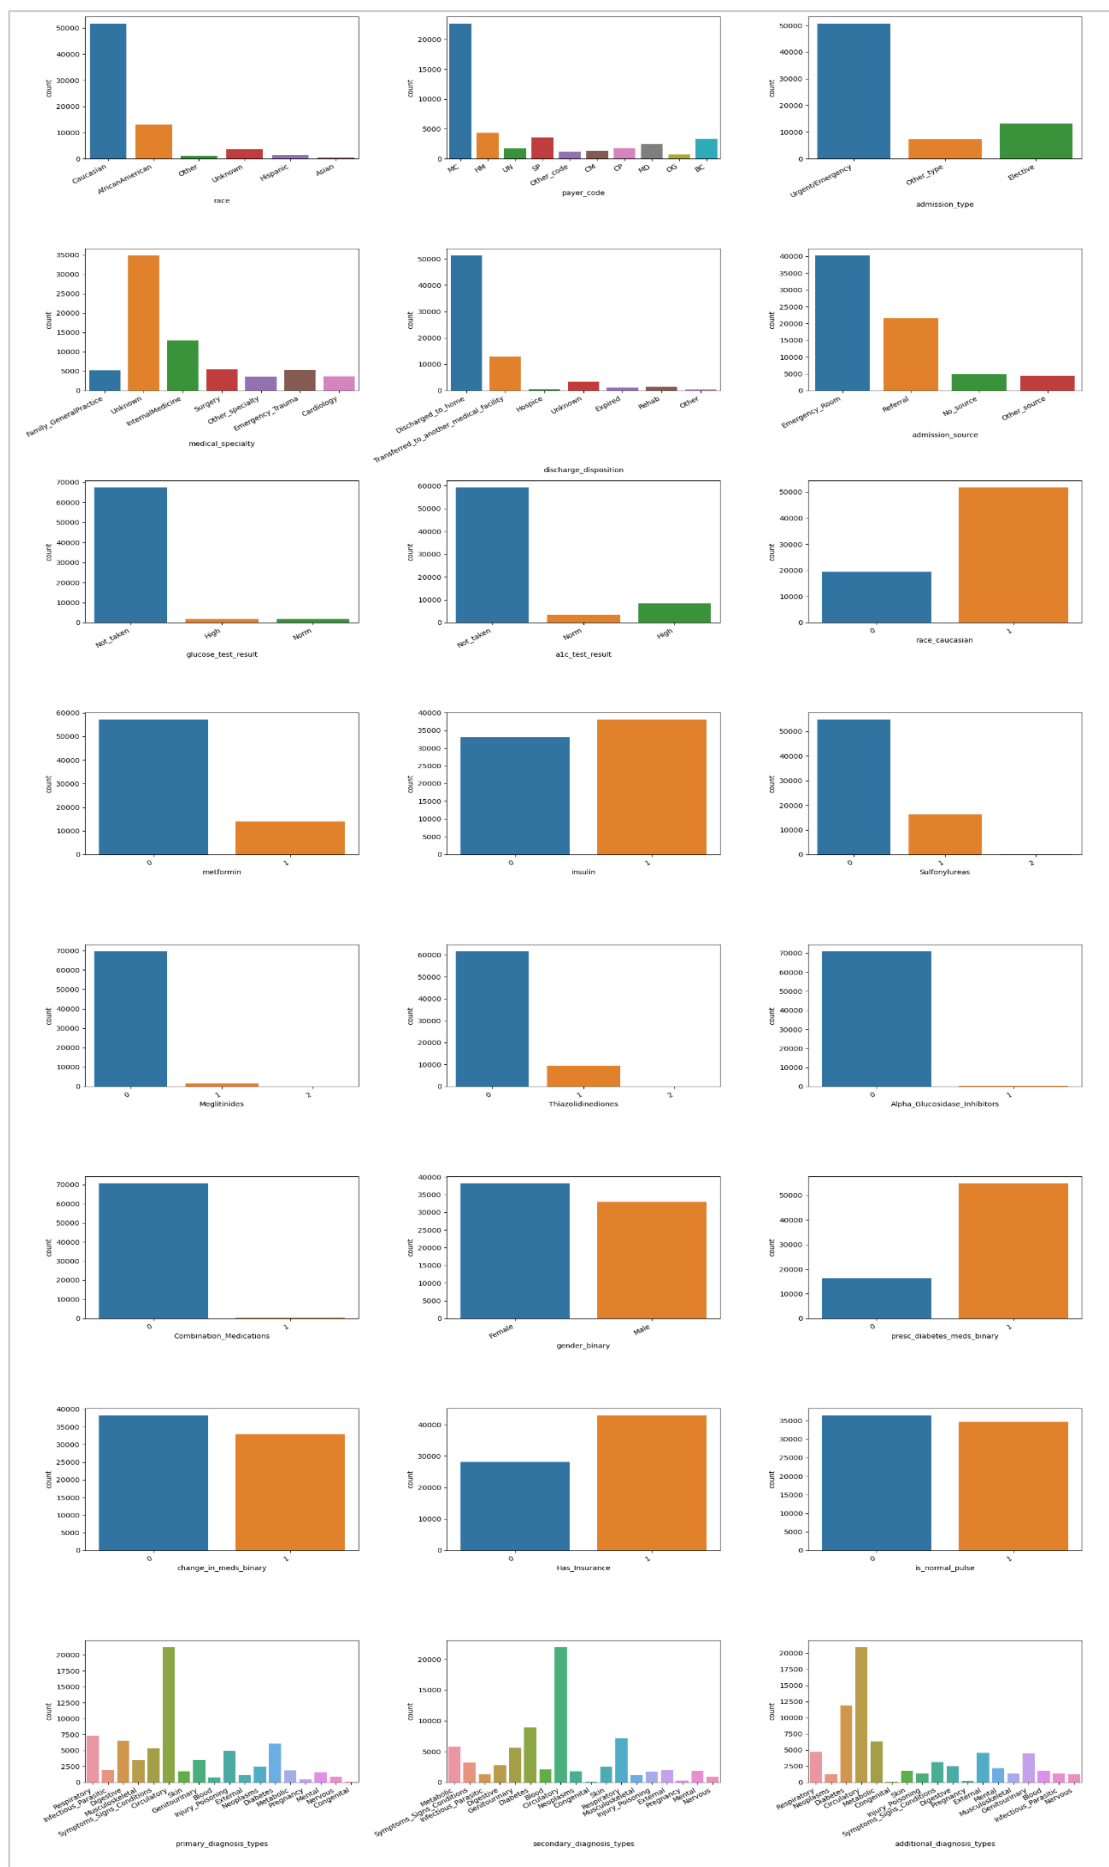 50000
40000
30000
20000
10000
0
count
Caucasian
AfricanAmerican
Other
Unknown
Hispanic
Asian
race
20000
15000
10000
5000
0
count
MC
HM
UN
SP
Other_code
CM
CP
MD
OG
BC
payer_code
50000
40000
30000
20000
10000
0
count
Urgent/Emergency
Other_type
Elective
admission_type
35000
30000
25000
20000
15000
10000
5000
0
count
Family_GeneralPractice
Unknown
InternalMedicine
Surgery
Other_specialty
Emergency_Trauma
Cardiology
medical_specialty
50000
40000
30000
20000
10000
0
count
Discharged_to_home
Transferred_to_another_medical_facility
Hospice
Unknown
Expired
Rehab
Other
discharge_disposition
40000
35000
30000
25000
20000
15000
10000
5000
0
count
Emergency_Room
Referral
No_source
Other_source
admission_source
70000
60000
50000
40000
30000
20000
10000
0
count
Not_taken
High
Norm
glucose_test_result
60000
50000
40000
30000
20000
10000
0
count
Not_taken
Norm
High
a1c_test_result
50000
40000
30000
20000
10000
0
count
0
1
race_caucasian
60000
50000
40000
30000
20000
10000
0
count
0
1
metformin
40000
35000
30000
25000
20000
15000
10000
5000
0
count
0
1
insulin
50000
40000
30000
20000
10000
0
count
0
1
2
Sulfonylureas
70000
60000
50000
40000
30000
20000
10000
0
count
0
1
2
Meglitinides
60000
50000
40000
30000
20000
10000
0
count
0
1
2
Thiazolidinediones
70000
60000
50000
40000
30000
20000
10000
0
count
0
1
Alpha_Glucosidase_Inhibitors
70000
60000
50000
40000
30000
20000
10000
0
count
0
1
Combination_Medications
40000
35000
30000
25000
20000
15000
10000
5000
0
count
Female
Male
gender_binary
50000
40000
30000
20000
10000
0
count
0
1
presc_diabetes_meds_binary
40000
35000
30000
25000
20000
15000
10000
5000
0
count
0
1
change_in_meds_binary
40000
30000
20000
10000
0
count
0
1
Has_Insurance
35000
30000
25000
20000
15000
10000
5000
0
count
0
1
is_normal_pulse
20000
17500
15000
12500
10000
7500
5000
2500
0
count
Respiratory
Infectious_Parasitic
Digestive
Musculoskeletal
Symptoms_Signs_Conditions
Circulatory
Skin
Genitourinary
Blood
Injury_Poisoning
External
Neoplasms
Diabetes
Metabolic
Pregnancy
Mental
Nervous
Congenital
primary_diagnosis_types
20000
15000
10000
5000
0
count
Metabolic
Symptoms_Signs_Conditions
Infectious_Parasitic
Digestive
Genitourinary
Diabetes
Blood
Circulatory
Neoplasms
Congenital
Skin
Respiratory
Musculoskeletal
Injury_Poisoning
External
Pregnancy
Mental
Nervous
secondary_diagnosis_types
20000
17500
15000
12500
10000
7500
5000
2500
0
count
Respiratory
Neoplasms
Diabetes
Circulatory
Metabolic
Congenital
Skin
Injury_Poisoning
Symptoms_Signs_Conditions
Digestive
Pregnancy
External
Mental
Musculoskeletal
Genitourinary
Blood
Infectious_Parasitic
Nervous
additional_diagnosis_types